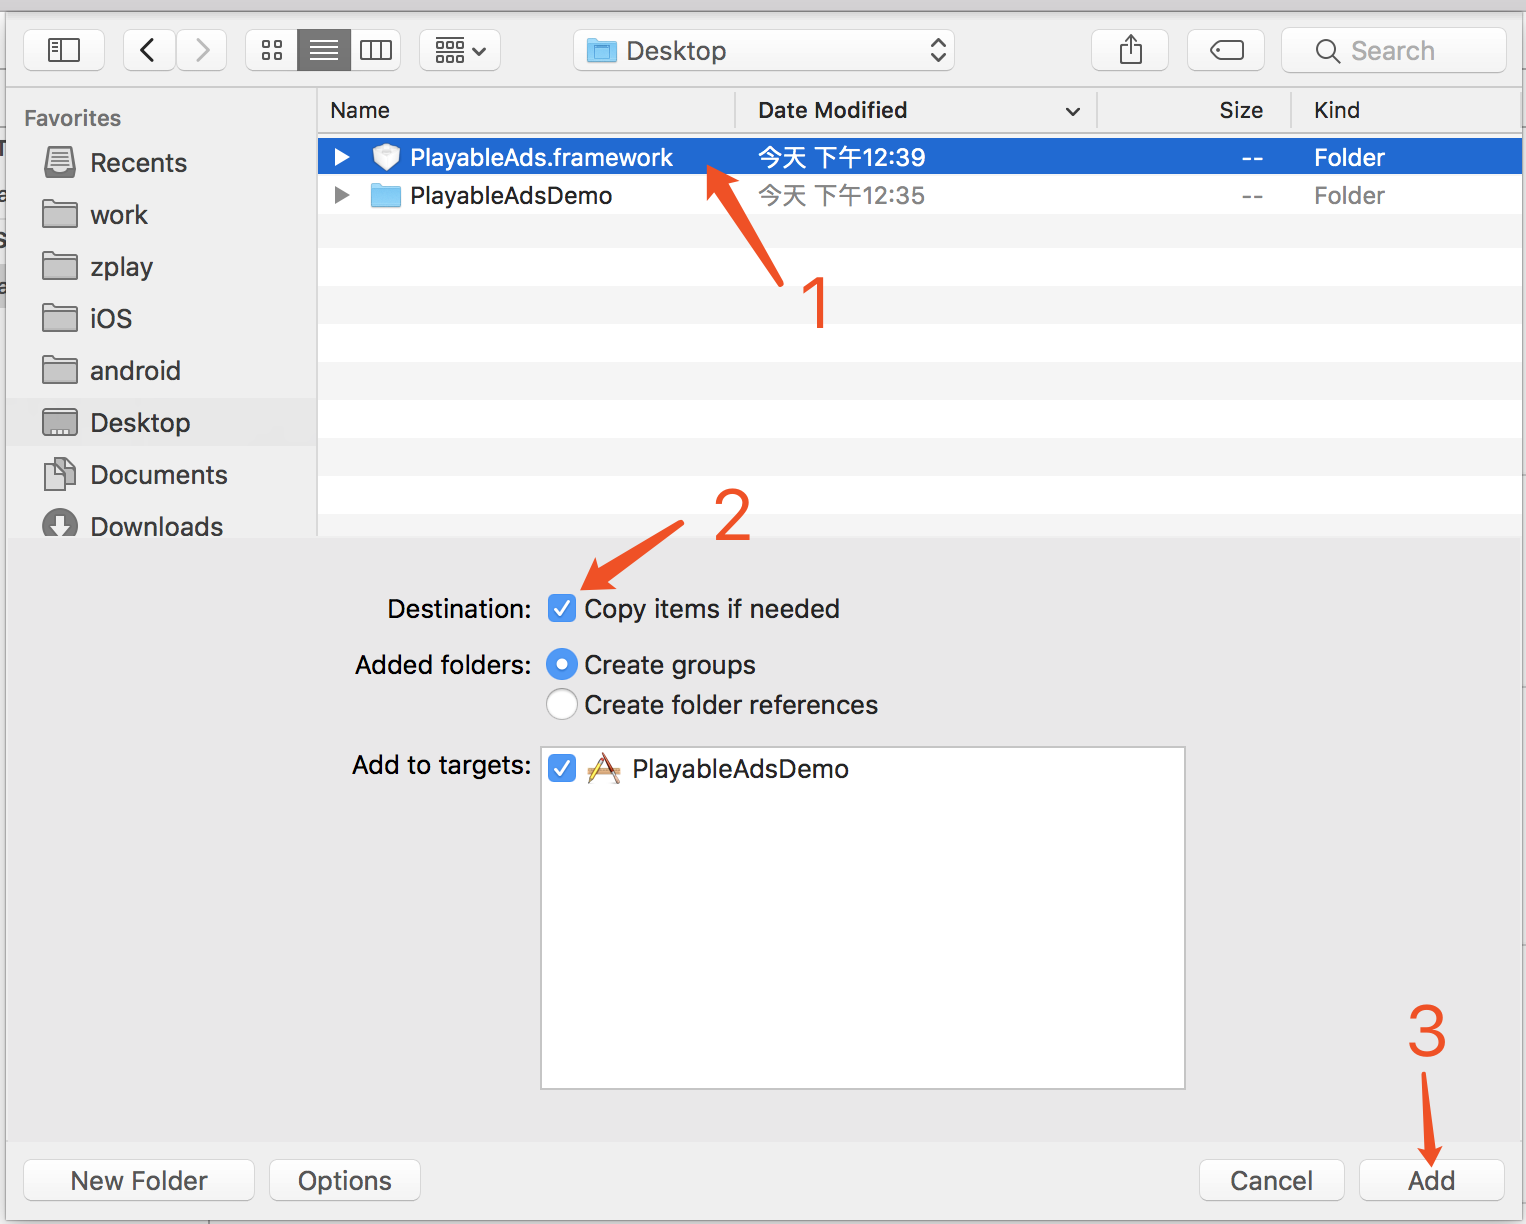 Desktop
Search
Favorites
Name Date Modified Size Kind
Recents
work
zplay
iOS
android
Desktop
Documents
Downloads
PlayableAds.framework 今天 下午12:39 -- Folder
PlayableAdsDemo 今天 下午12:35 -- Folder
1
2
Destination: Copy items if needed
Added folders: Create groups
Create folder references
Add to targets: PlayableAdsDemo
3
New Folder Options Cancel Add